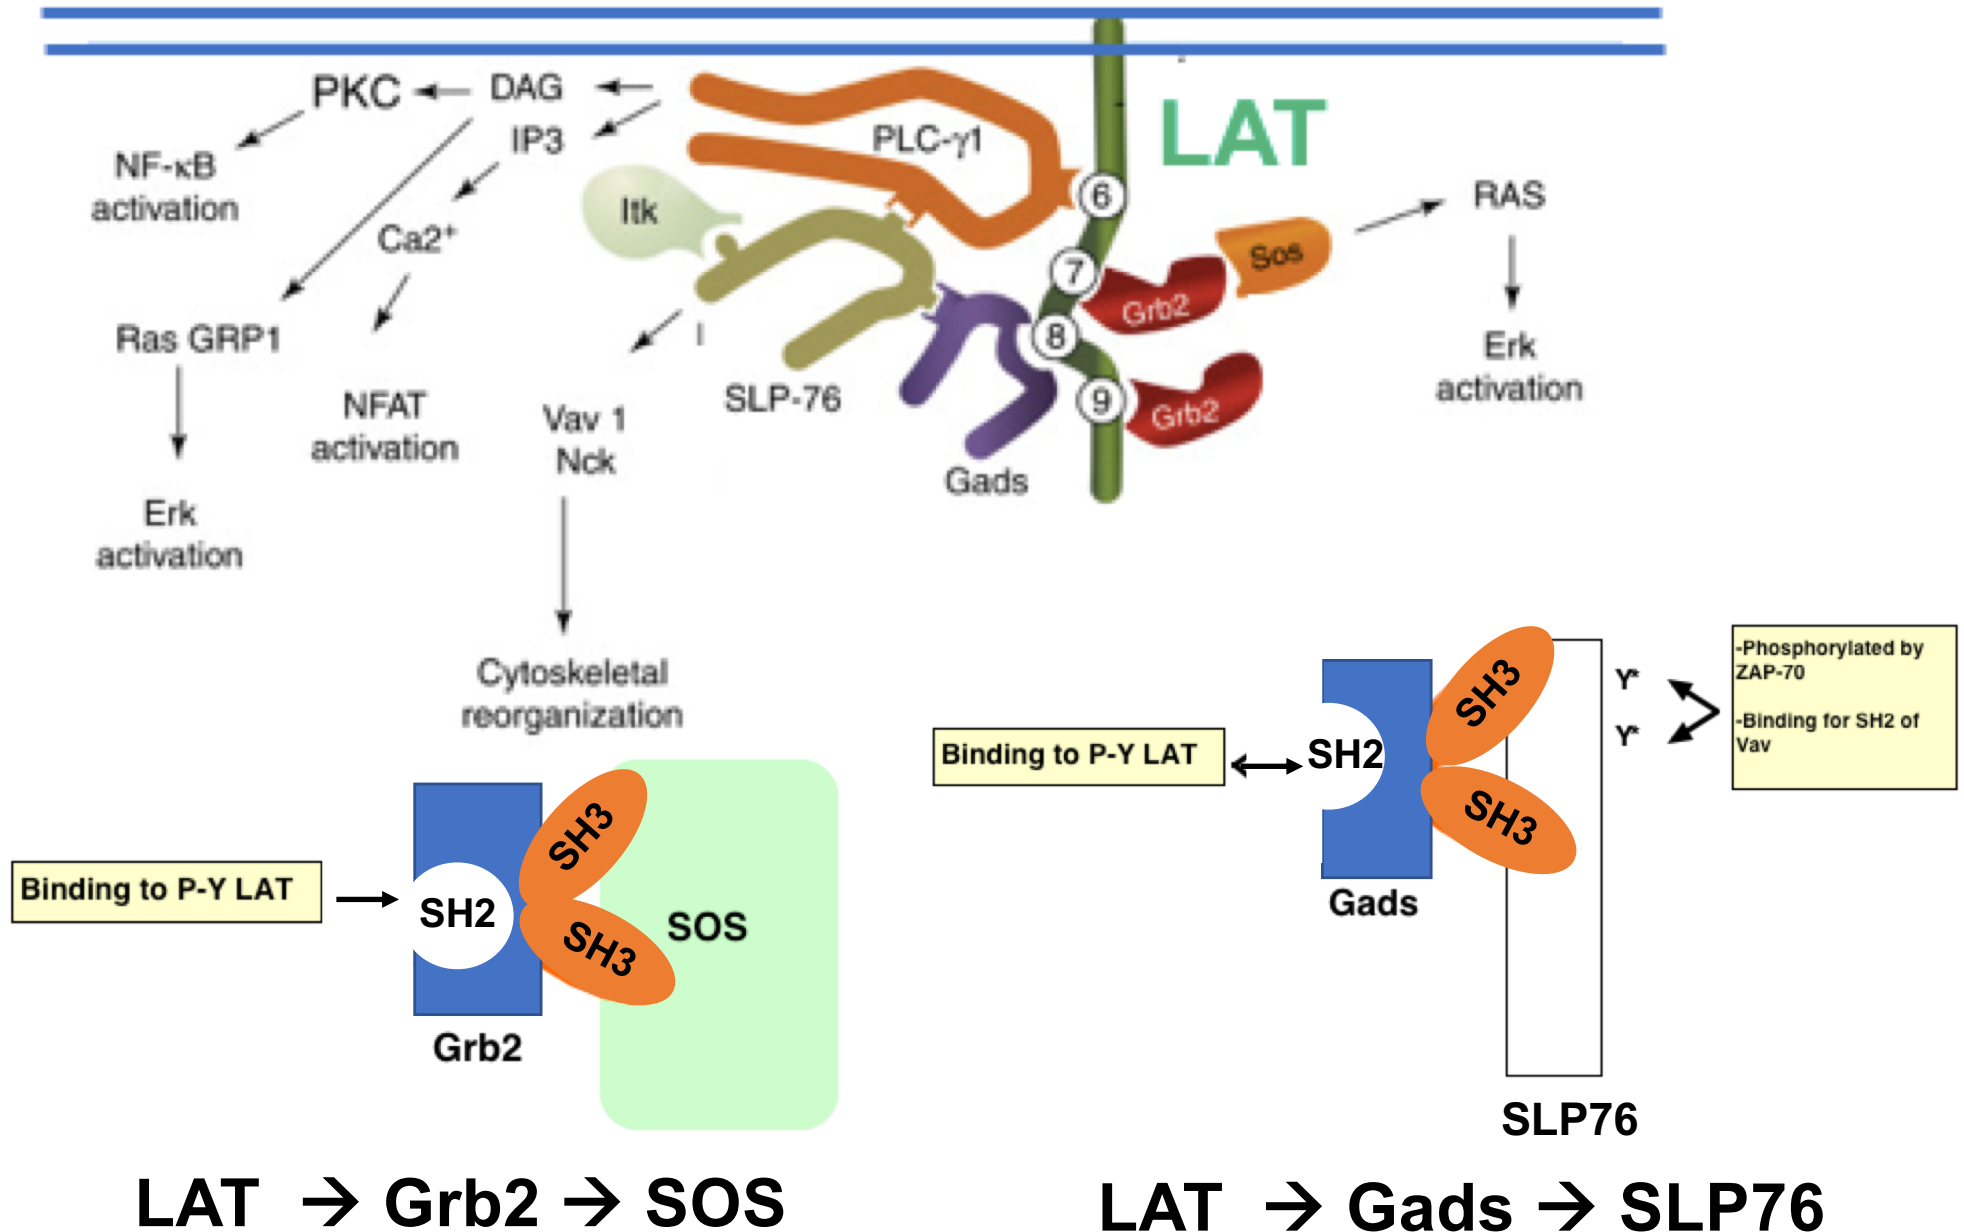 PKC
DAG
IP3
NF-κB
activation
Ca2+
Ras GRP1
Erk
activation
NFAT
activation
Itk
PLC-γ1
LAT
6
7
8
9
Grb2
Sos
Grb2
RAS
Erk
activation
I
SLP-76
Gads
Vav 1
Nck
Cytoskeletal
reorganization
Binding to P-Y LAT
SH2
SH3
SH3
SOS
Grb2
LAT → Grb2 → SOS
Binding to P-Y LAT
SH2
SH3
SH3
Gads
Y*
Y*
-Phosphorylated by
ZAP-70
-Binding for SH2 of
Vav
SLP76
LAT → Gads → SLP76